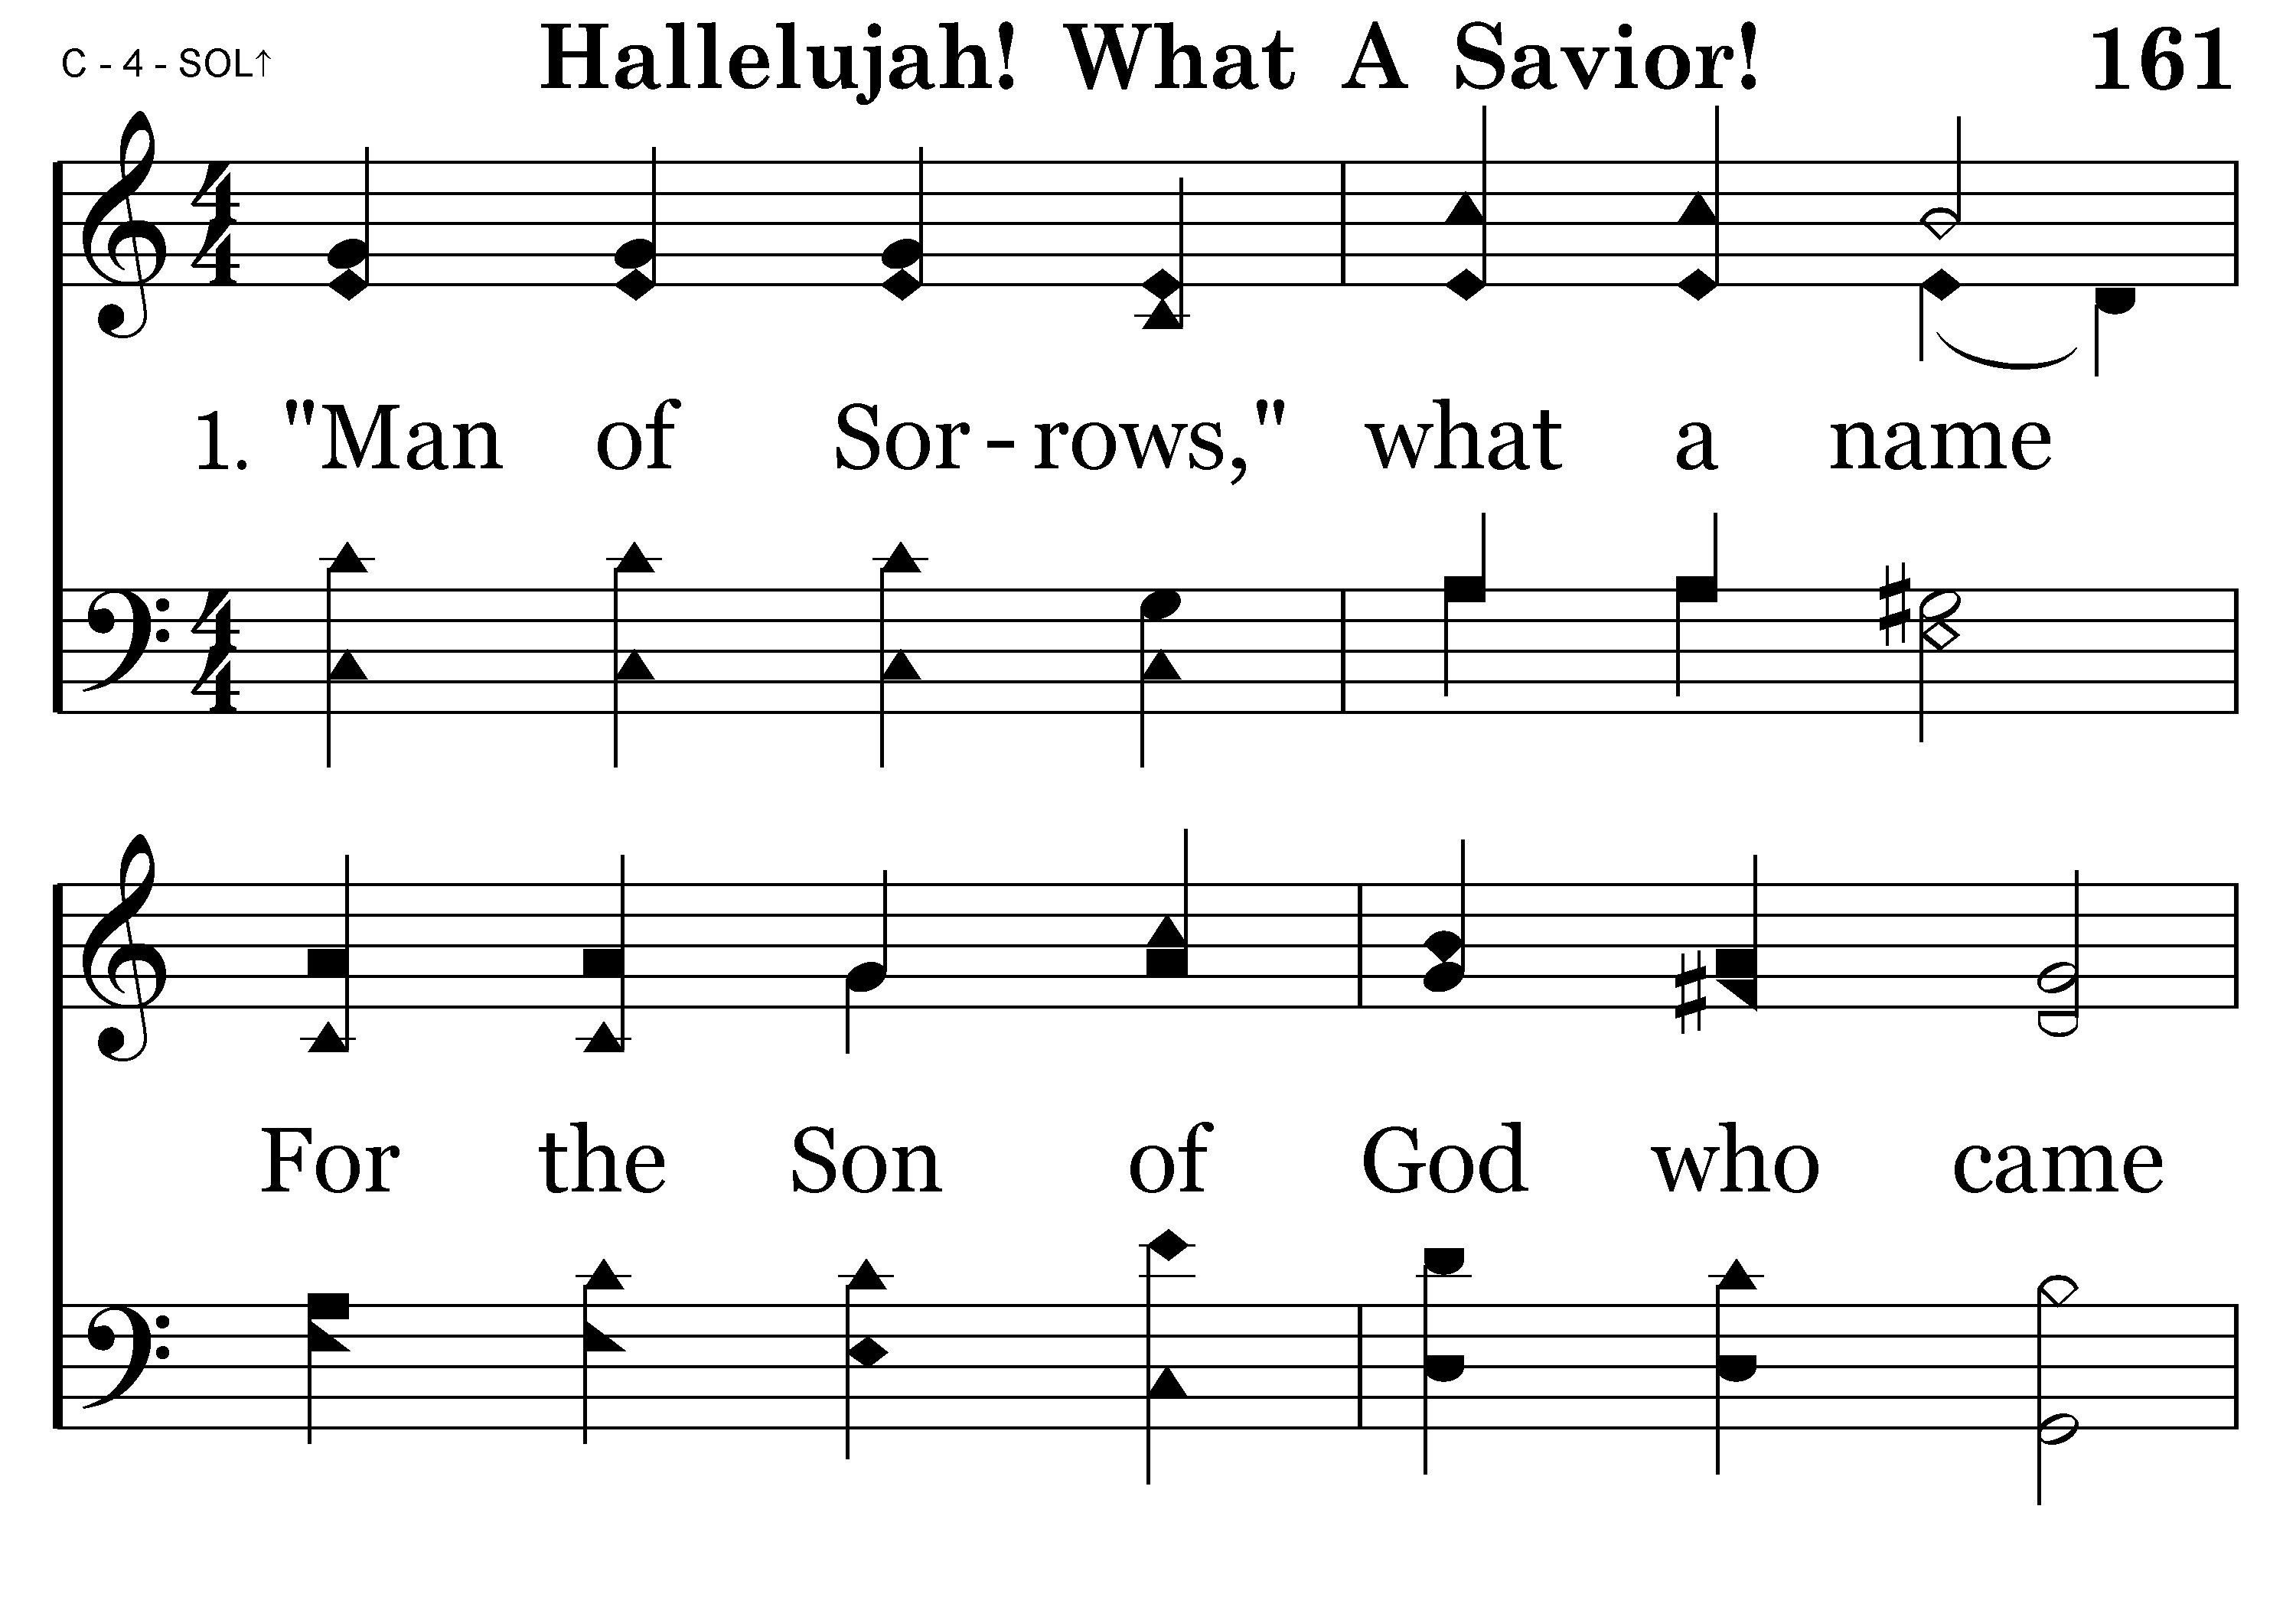 C - 4 - SOL↑ Hallelujah! What A Savior! 161
1. "Man of Sor - rows," what a name
For the Son of God who came